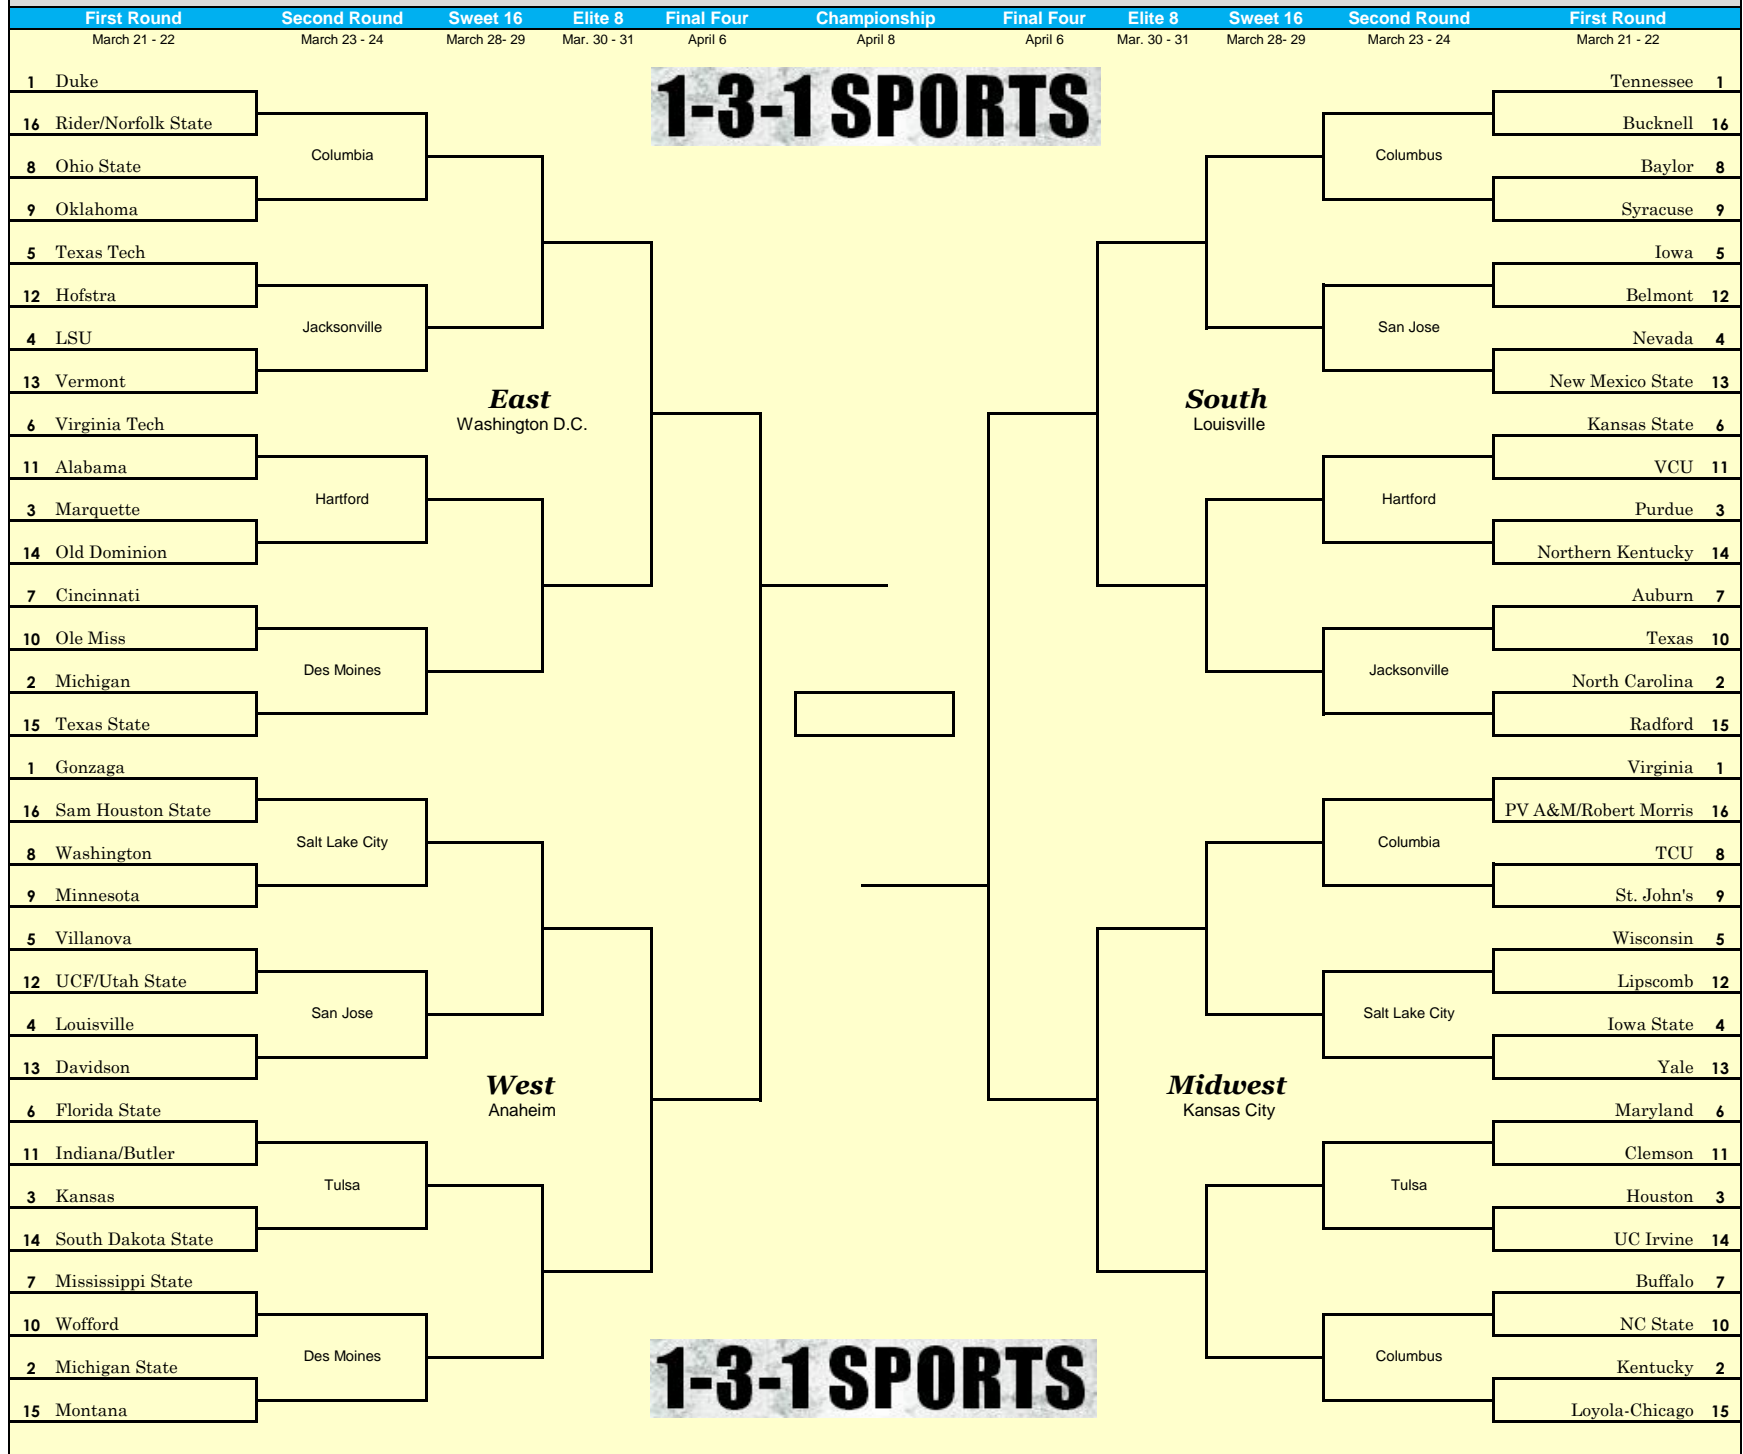 First Round Second Round Sweet 16 Elite 8 Final Four Championship Final Four Elite 8 Sweet 16 Second Round First Round
March 21 - 22 March 23 - 24 March 28- 29 Mar. 30 - 31 April 6 April 8 April 6 Mar. 30 - 31 March 28- 29 March 23 - 24 March 21 - 22
1-3-1 SPORTS
1 Duke
16 Rider/Norfolk State
Columbia
8 Ohio State
9 Oklahoma
5 Texas Tech
12 Hofstra
Jacksonville
4 LSU
13 Vermont
East
Washington D.C.
6 Virginia Tech
11 Alabama
Hartford
3 Marquette
14 Old Dominion
7 Cincinnati
10 Ole Miss
Des Moines
2 Michigan
15 Texas State
1 Gonzaga
16 Sam Houston State
Salt Lake City
8 Washington
9 Minnesota
5 Villanova
12 UCF/Utah State
San Jose
4 Louisville
13 Davidson
West
Anaheim
6 Florida State
11 Indiana/Butler
Tulsa
3 Kansas
14 South Dakota State
7 Mississippi State
10 Wofford
Des Moines
2 Michigan State
15 Montana
Tennessee 1
Bucknell 16
Columbus
Baylor 8
Syracuse 9
Iowa 5
Belmont 12
San Jose
Nevada 4
New Mexico State 13
South
Louisville
Kansas State 6
VCU 11
Hartford
Purdue 3
Northern Kentucky 14
Auburn 7
Texas 10
Jacksonville
North Carolina 2
Radford 15
Virginia 1
PV A&M/Robert Morris 16
Columbia
TCU 8
St. John's 9
Wisconsin 5
Lipscomb 12
Salt Lake City
Iowa State 4
Yale 13
Midwest
Kansas City
Maryland 6
Clemson 11
Tulsa
Houston 3
UC Irvine 14
Buffalo 7
NC State 10
Columbus
Kentucky 2
Loyola-Chicago 15
1-3-1 SPORTS